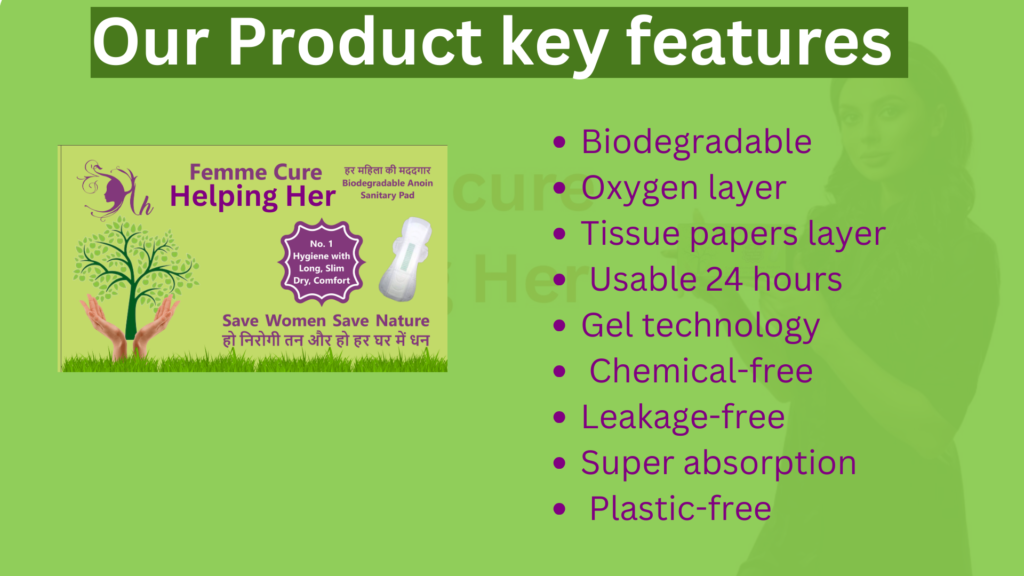 Our Product key features
Femme Cure
Helping Her
हर महिला की मददगार
Biodegradable Anoin
Sanitary Pad
No. 1
Hygiene with
Long, Slim
Dry, Comfort
Save Women Save Nature
हो निरोगी तन और हो हर घर में धन
cure
Her
Biodegradable
Oxygen layer
Tissue papers layer
Usable 24 hours
Gel technology
Chemical-free
Leakage-free
Super absorption
Plastic-free